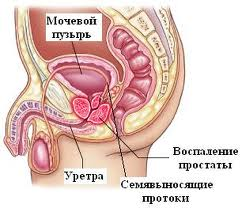 Мочевой
пузырь
Воспаление
простаты
Уретра
Семявыносящие
протоки